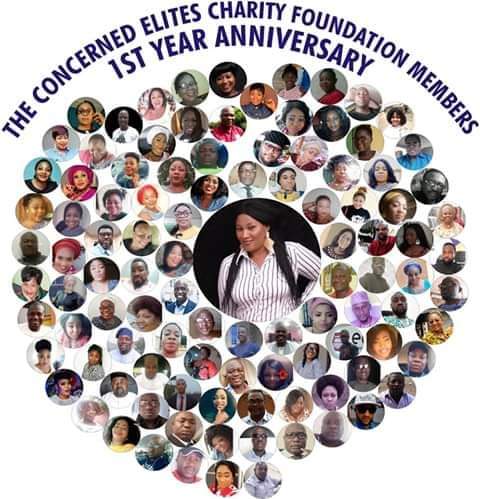 THE CONCERNED ELITES CHARITY FOUNDATION MEMBERS
1ST YEAR ANNIVERSARY